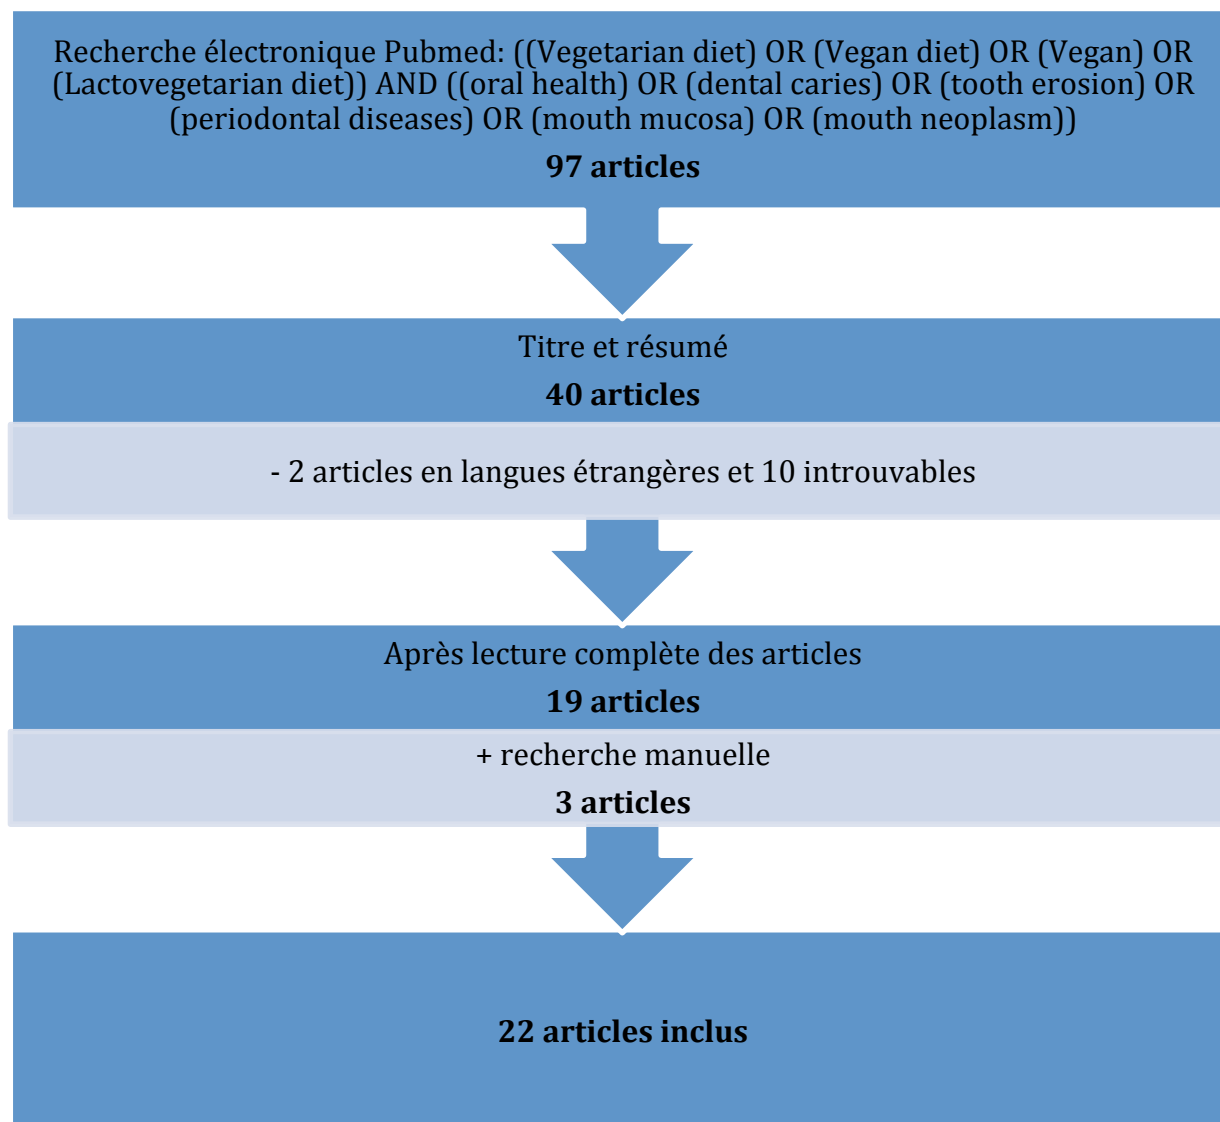 Recherche électronique Pubmed: ((Vegetarian diet) OR (Vegan diet) OR (Vegan) OR
(Lactovegetarian diet)) AND ((oral health) OR (dental caries) OR (tooth erosion) OR
(periodontal diseases) OR (mouth mucosa) OR (mouth neoplasm))
97 articles
Titre et résumé
40 articles
- 2 articles en langues étrangères et 10 introuvables
Après lecture complète des articles
19 articles
+ recherche manuelle
3 articles
22 articles inclus